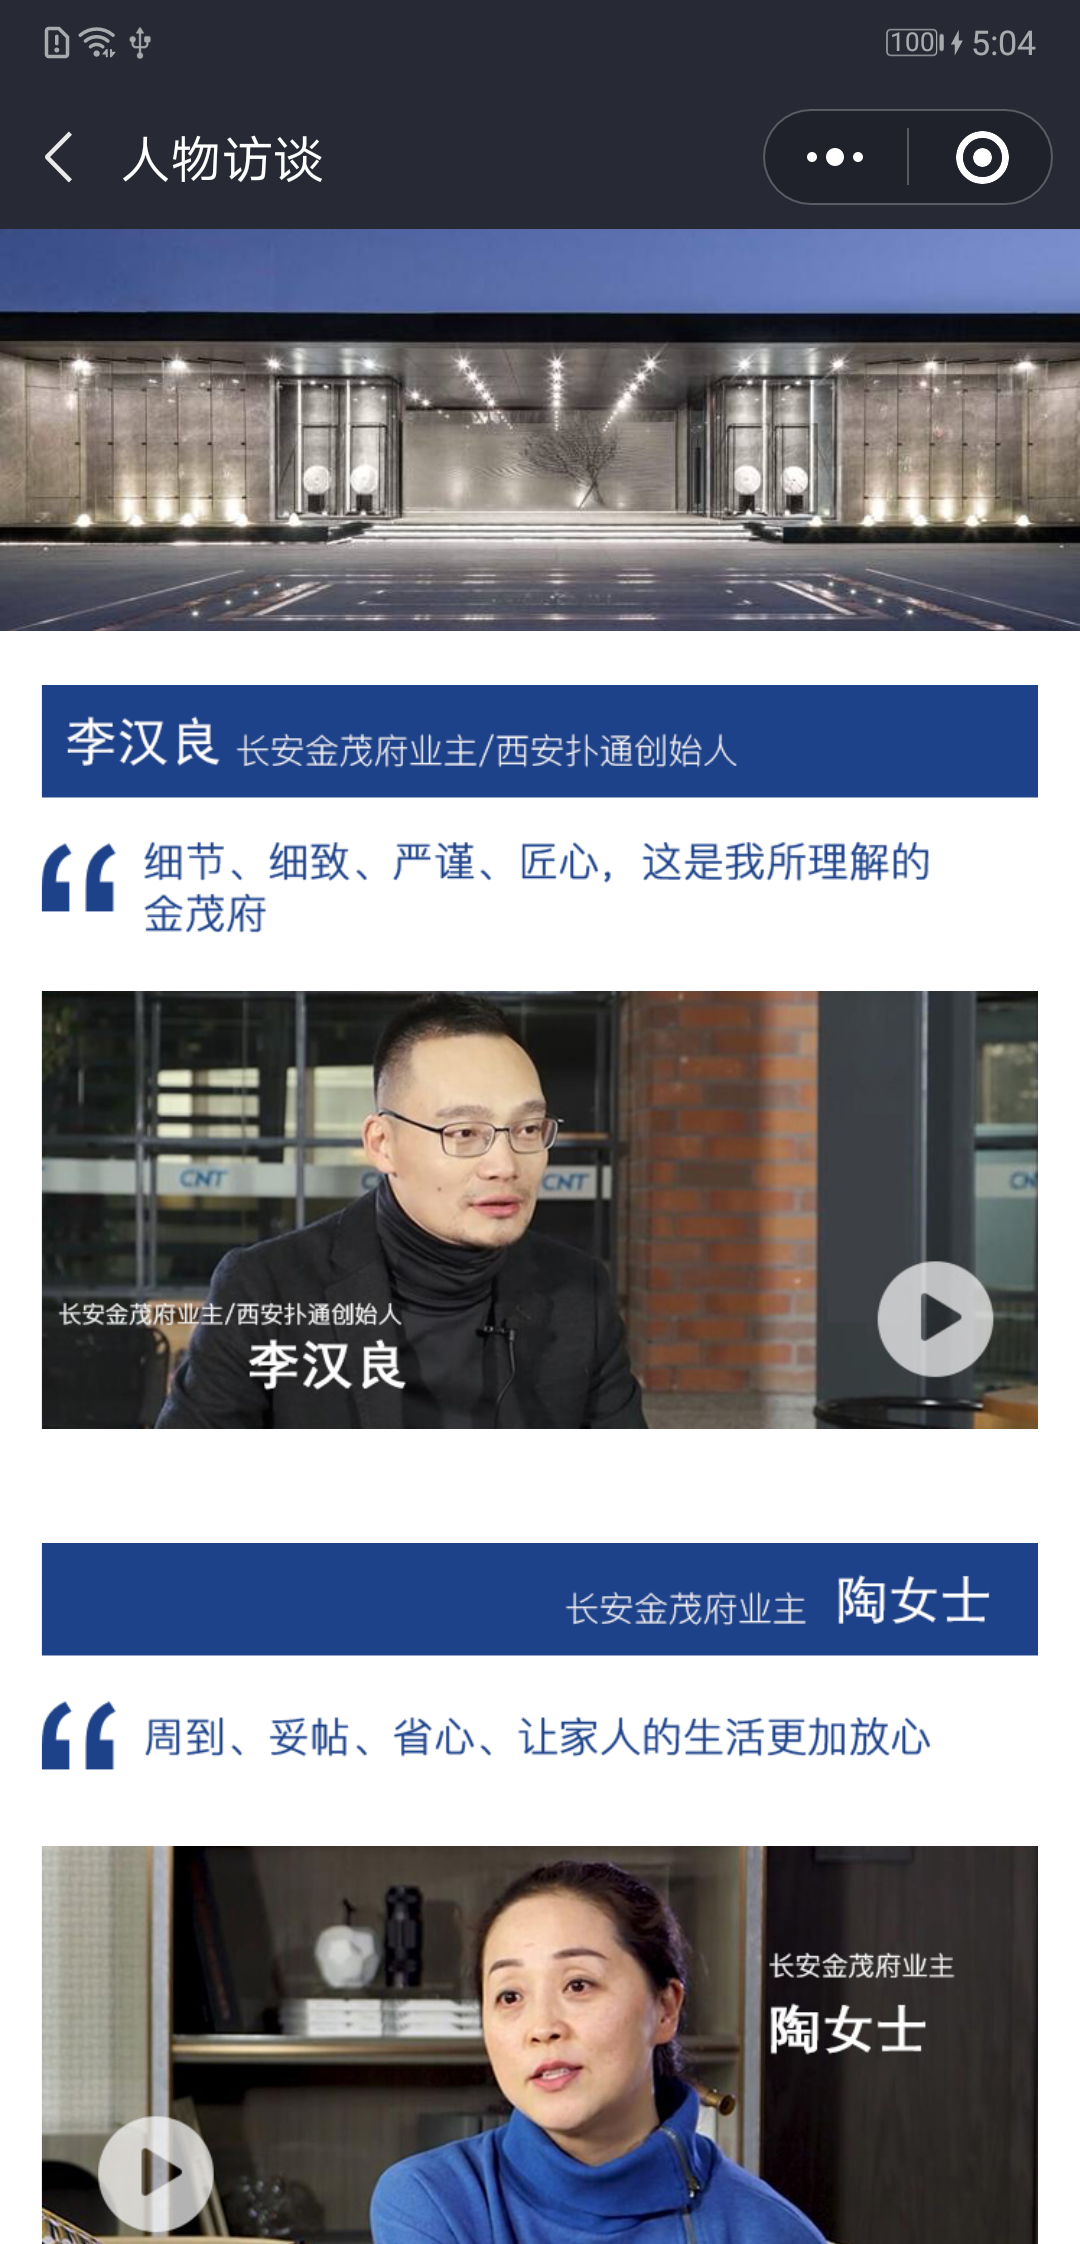 100 5:04
人物访谈
李汉良 长安金茂府业主/西安扑通创始人
细节、细致、严谨、匠心，这是我所理解的
金茂府
CNT
CNT
CN
长安金茂府业主/西安扑通创始人
李汉良
长安金茂府业主 陶女士
周到、妥帖、省心、让家人的生活更加放心
长安金茂府业主
陶女士